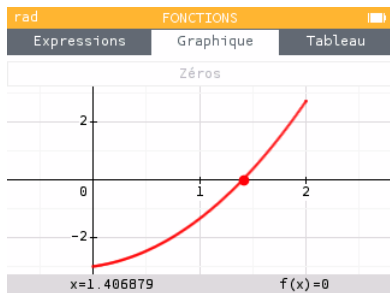 rad FONCTIONS
Expressions Graphique Tableau
Zéros
2
0 1 2
-2
x=1.406879 f(x)=0